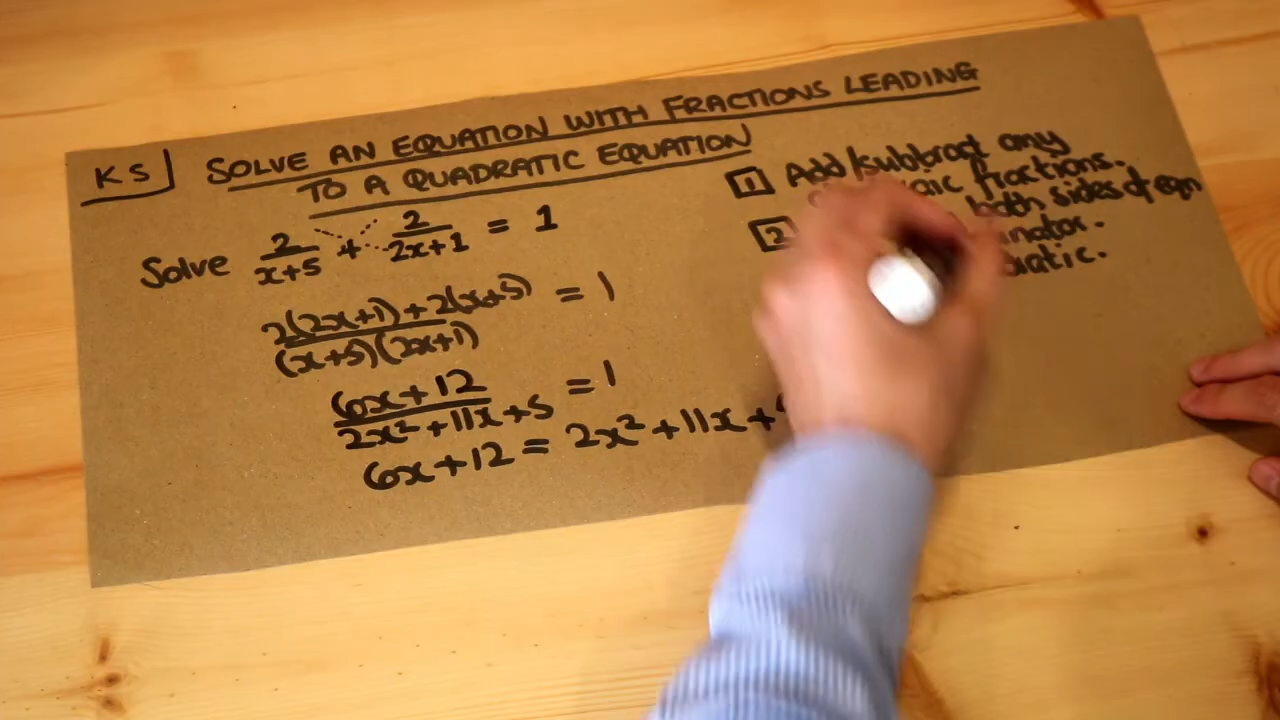 KS
SOLVE AN EQUATION WITH FRACTIONS LEADING
TO A QUADRATIC EQUATION
Solve 2/(x+5) + 2/(2x+1) = 1
2(2x+1)+2(x+5)/(x+5)(2x+1) = 1
6x+12/2x²+11x+5 = 1
6x+12 = 2x²+11x+
1 Add/subtract any
fractions.
2 both sides of eqn